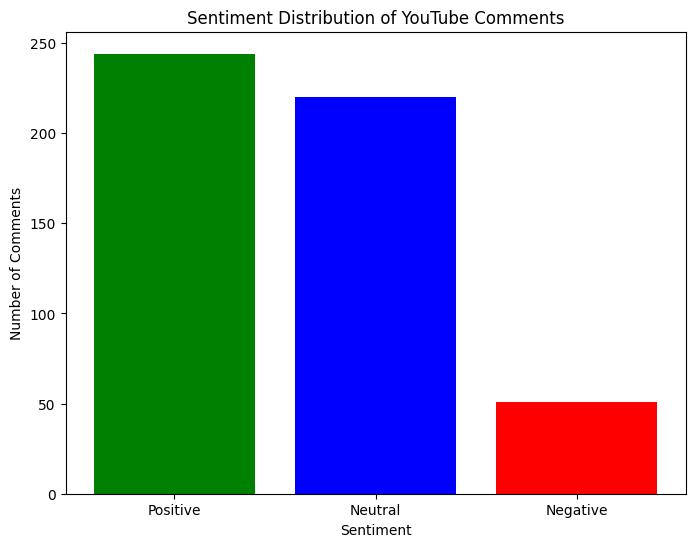 Sentiment Distribution of YouTube Comments
250
200
150
100
50
0
Number of Comments
Positive Neutral Negative
Sentiment